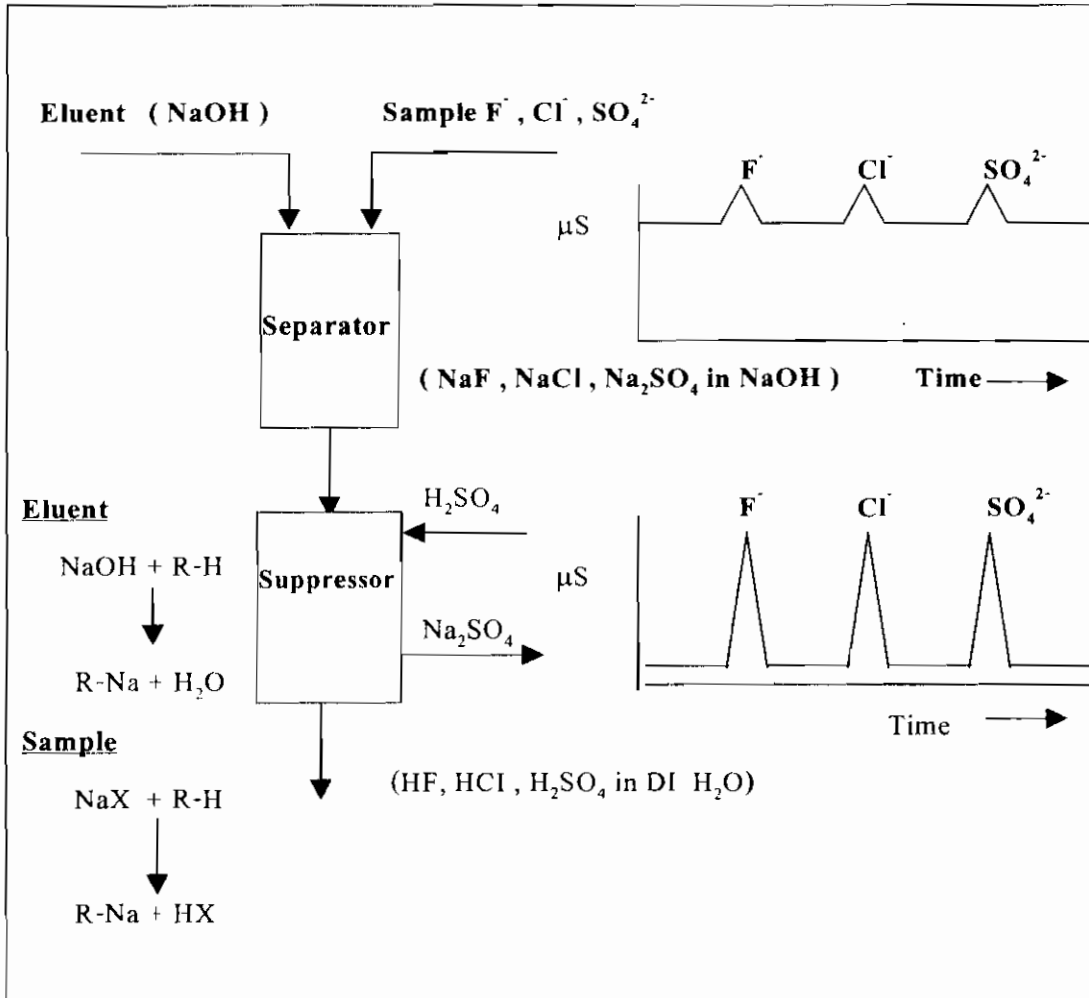 Eluent ( NaOH )
Sample F⁻ , Cl⁻ , SO₄²⁻
F⁻ Cl⁻ SO₄²⁻
µS
Separator
( NaF , NaCl , Na₂SO₄ in NaOH )
Time
Eluent
H₂SO₄
F⁻ Cl⁻ SO₄²⁻
NaOH + R-H
Suppressor
µS
Na₂SO₄
R-Na + H₂O
Time
Sample
(HF, HCl , H₂SO₄ in DI H₂O)
NaX + R-H
R-Na + HX